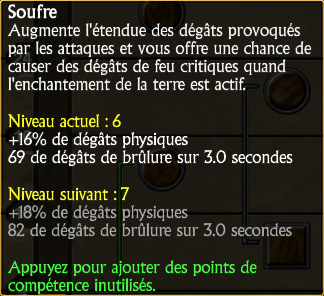 Soufre
Augmente l'étendue des dégâts provoqués
par les attaques et vous offre une chance de
causer des dégâts de feu critiques quand
l'enchantement de la terre est actif.
Niveau actuel : 6
+16% de dégâts physiques
69 de dégâts de brûlure sur 3.0 secondes
Niveau suivant : 7
+18% de dégâts physiques
82 de dégâts de brûlure sur 3.0 secondes
Appuyez pour ajouter des points de
compétence inutilisés.